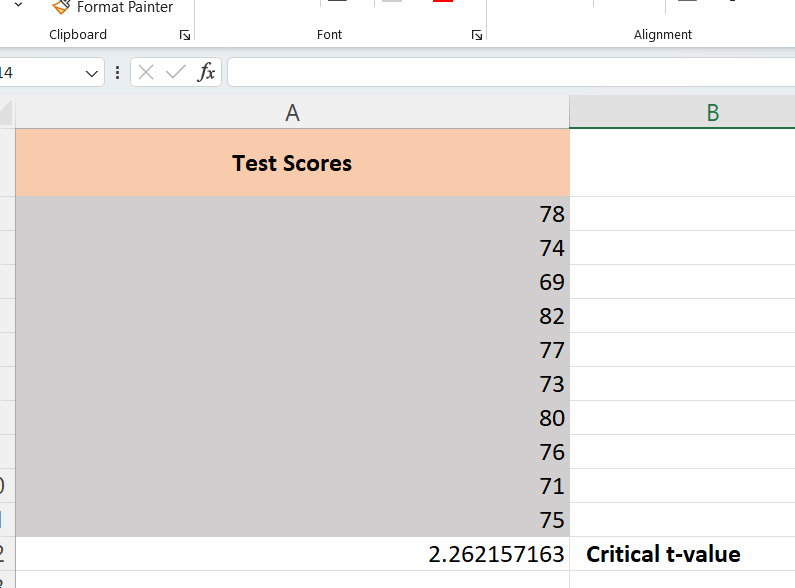 Format Painter
Clipboard Font Alignment
14 fx
A B
Test Scores
78
74
69
82
77
73
80
76
71
75
2.262157163 Critical t-value